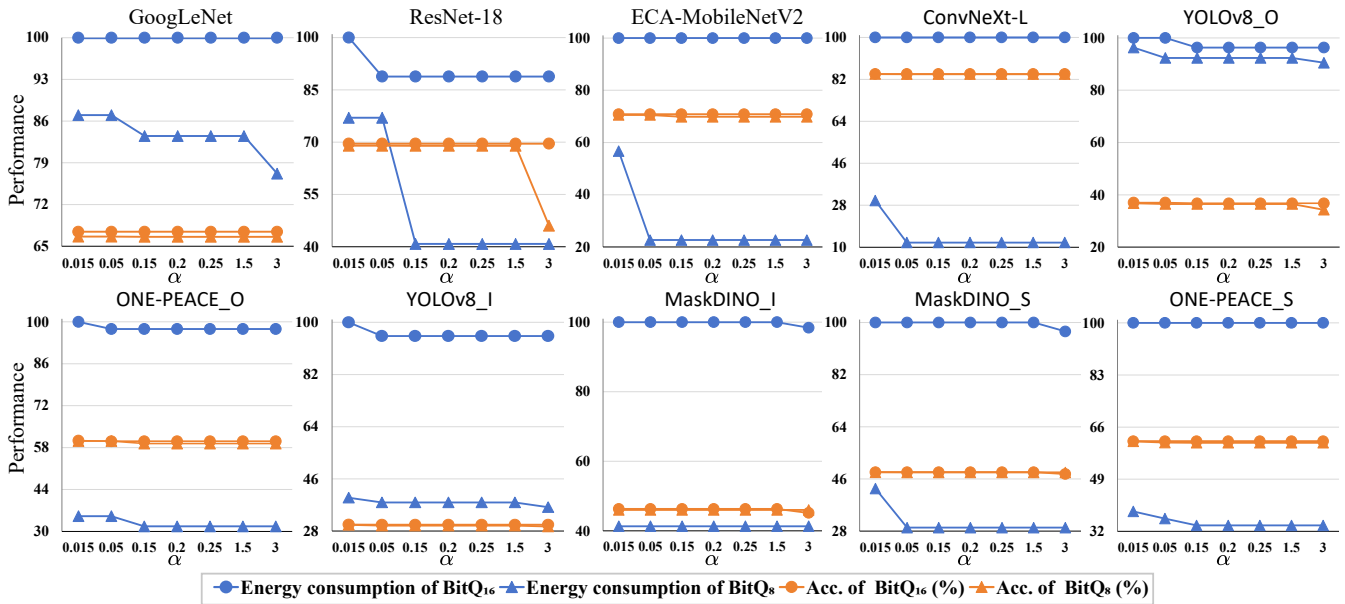 GoogLeNet
ResNet-18
ECA-MobileNetV2
ConvNeXt-L
YOLOv8_O
Performance
100
93
86
79
72
65
0.015 0.05 0.15 0.2 0.25 1.5 3
α
100
85
70
55
40
0.015 0.05 0.15 0.2 0.25 1.5 3
α
100
80
60
40
20
0.015 0.05 0.15 0.2 0.25 1.5 3
α
100
82
64
46
28
10
0.015 0.05 0.15 0.2 0.25 1.5 3
α
100
80
60
40
20
0.015 0.05 0.15 0.2 0.25 1.5 3
α
ONE-PEACE_O
YOLOv8_I
MaskDINO_I
MaskDINO_S
ONE-PEACE_S
Performance
100
86
72
58
44
30
0.015 0.05 0.15 0.2 0.25 1.5 3
α
100
82
64
46
28
0.015 0.05 0.15 0.2 0.25 1.5 3
α
100
80
60
40
0.015 0.05 0.15 0.2 0.25 1.5 3
α
100
82
64
46
28
0.015 0.05 0.15 0.2 0.25 1.5 3
α
100
83
66
49
32
0.015 0.05 0.15 0.2 0.25 1.5 3
α
Energy consumption of BitQ₁₆ Energy consumption of BitQ₈ Acc. of BitQ₁₆ (%) Acc. of BitQ₈ (%)